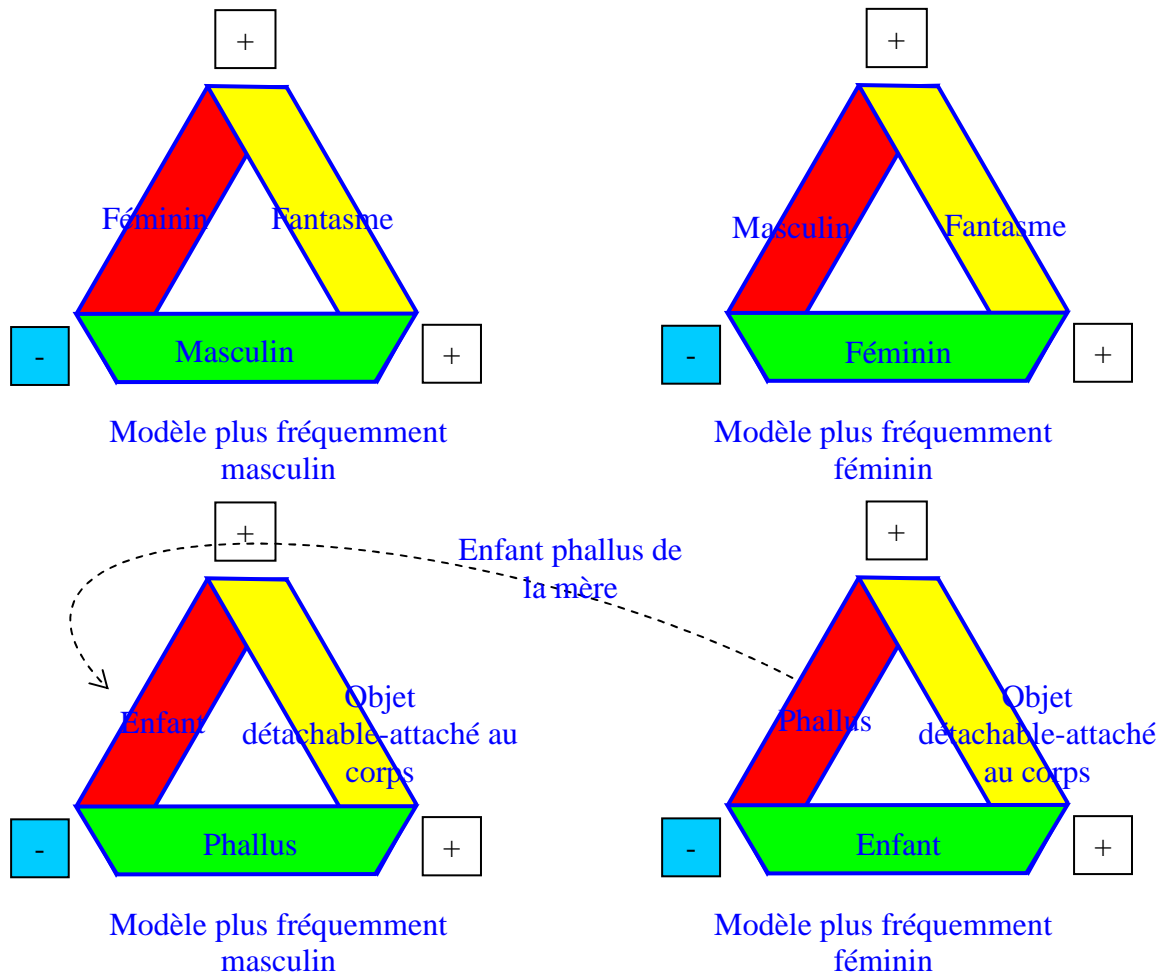 +
+
Féminin
Fantasme
Masculin
Fantasme
-
Masculin
+
-
Féminin
+
Modèle plus fréquemment
masculin
Modèle plus fréquemment
féminin
+
+
Enfant phallus de
la mère
Enfant
Objet
détachable-attaché au
corps
Phallus
Objet
détachable-attaché
au corps
-
Phallus
+
-
Enfant
+
Modèle plus fréquemment
masculin
Modèle plus fréquemment
féminin